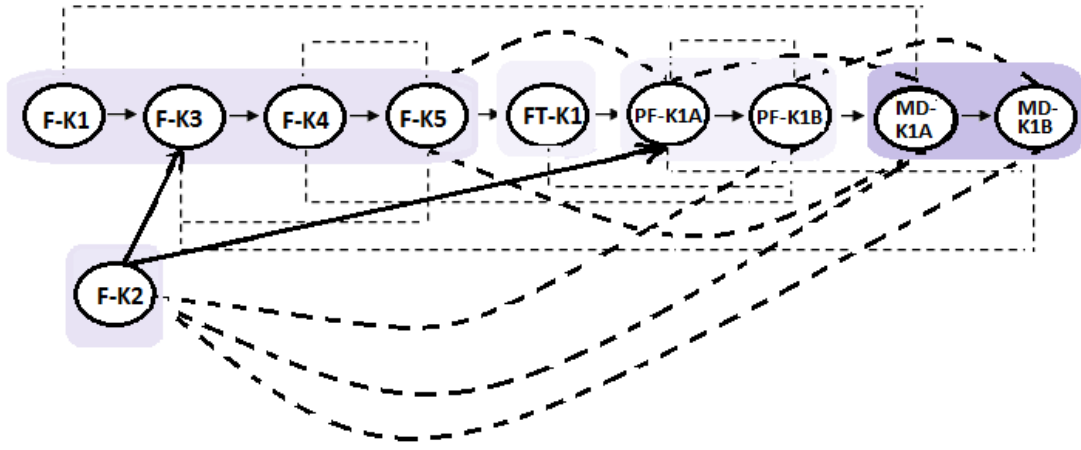 F-K1
F-K3
F-K4
F-K5
FT-K1
PF-K1A
PF-K1B
MD-
K1A
MD-
K1B
F-K2